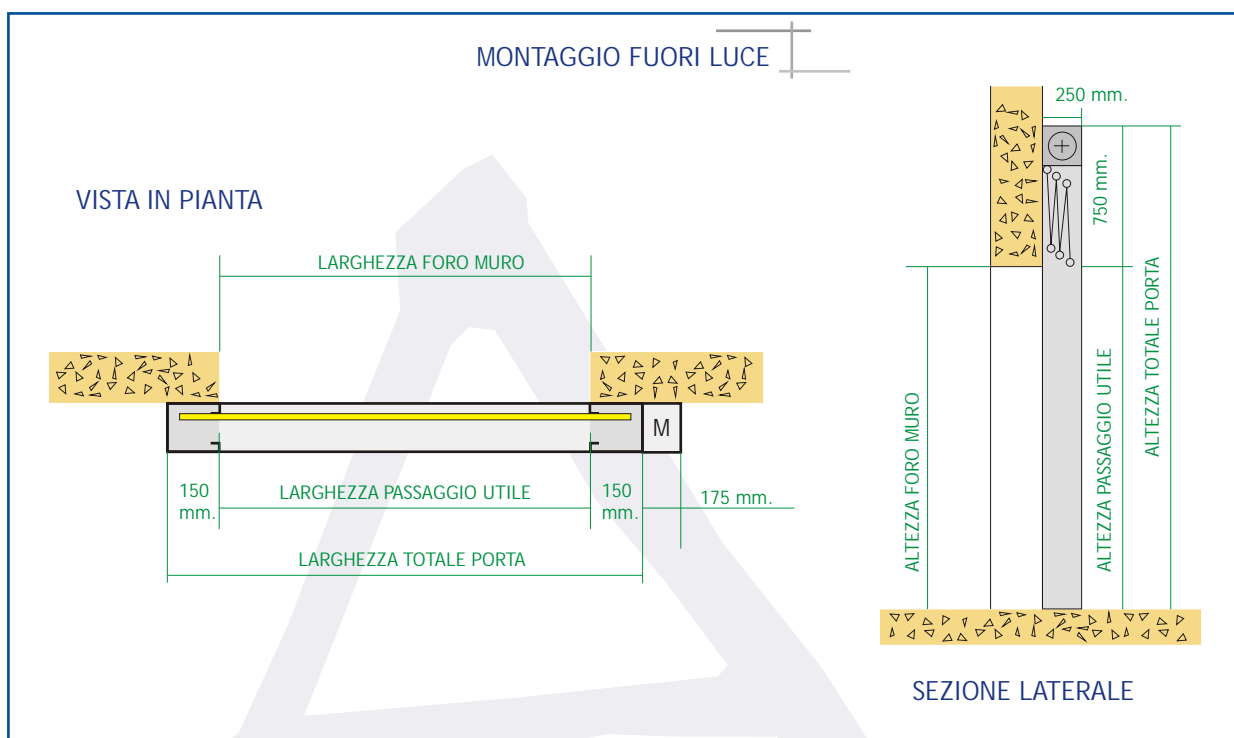 MONTAGGIO FUORI LUCE
VISTA IN PIANTA
LARGHEZZA FORO MURO
M
150
mm.
LARGHEZZA PASSAGGIO UTILE
150
mm.
175 mm.
LARGHEZZA TOTALE PORTA
250 mm.
750 mm.
ALTEZZA FORO MURO
ALTEZZA PASSAGGIO UTILE
ALTEZZA TOTALE PORTA
SEZIONE LATERALE